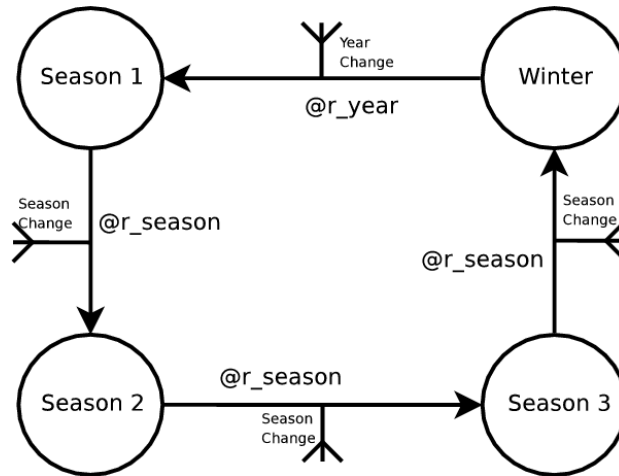 Season 1
Year
Change
Winter
@r_year
Season
Change
@r_season
Season
Change
@r_season
Season 2
@r_season
Season
Change
Season 3